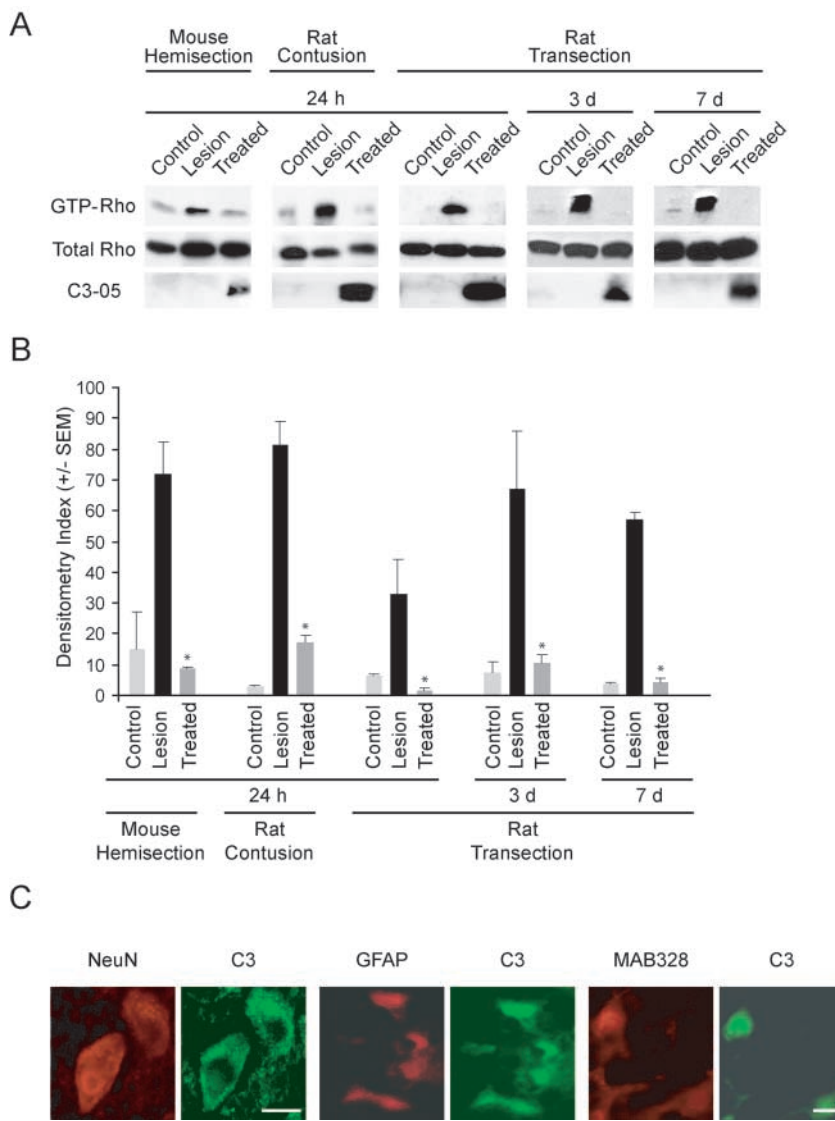 A
Mouse Hemisection
Rat Contusion
Rat Transection
24 h
3 d
7 d
Control Lesion Treated Control Lesion Treated Control Lesion Treated Control Lesion Treated Control Lesion Treated
GTP-Rho
Total Rho
C3-05
B
Densitometry Index (+/- SEM)
100
90
80
70
60
50
40
30
20
10
0
* * * * *
Control Lesion Treated Control Lesion Treated Control Lesion Treated Control Lesion Treated Control Lesion Treated
24 h
3 d
7 d
Mouse Hemisection
Rat Contusion
Rat Transection
C
NeuN C3 GFAP C3 MAB328 C3